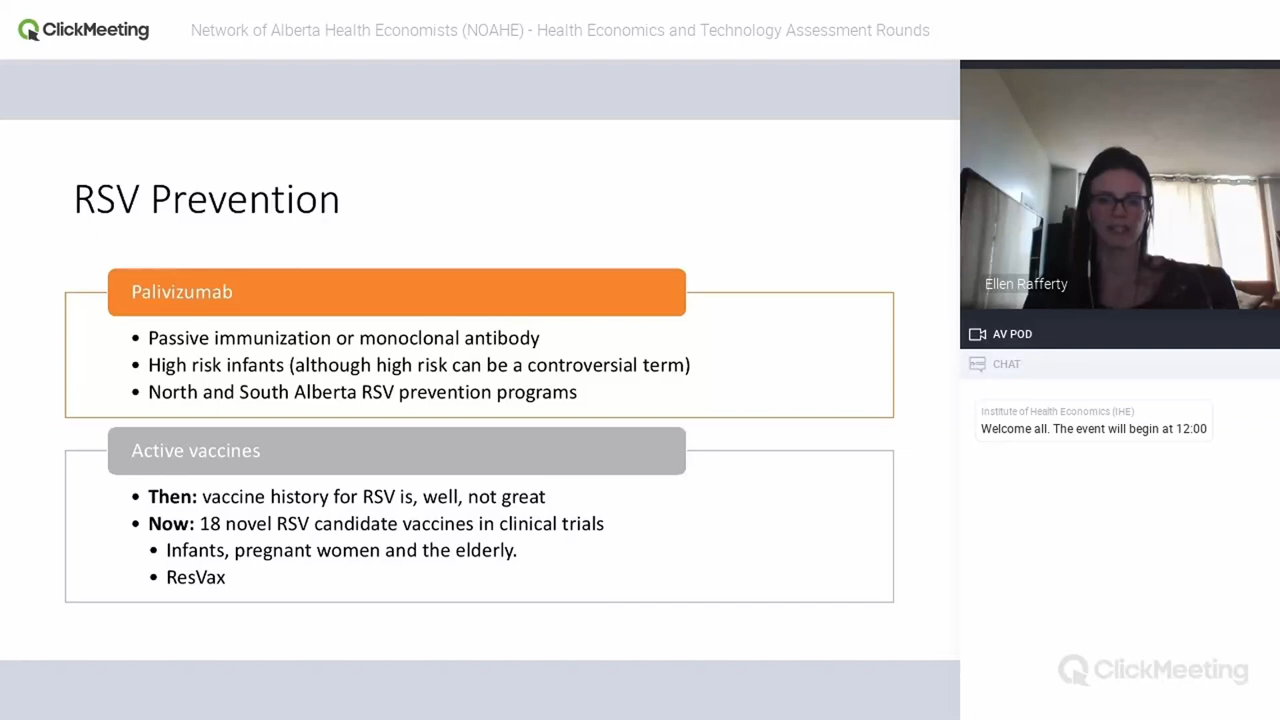 ClickMeeting
Network of Alberta Health Economists (NOAHE) - Health Economics and Technology Assessment Rounds
RSV Prevention
Palivizumab
• Passive immunization or monoclonal antibody
• High risk infants (although high risk can be a controversial term)
• North and South Alberta RSV prevention programs
Active vaccines
• Then: vaccine history for RSV is, well, not great
• Now: 18 novel RSV candidate vaccines in clinical trials
• Infants, pregnant women and the elderly.
• ResVax
Ellen Rafferty
AV POD
CHAT
Institute of Health Economics (IHE)
Welcome all. The event will begin at 12:00
ClickMeeting